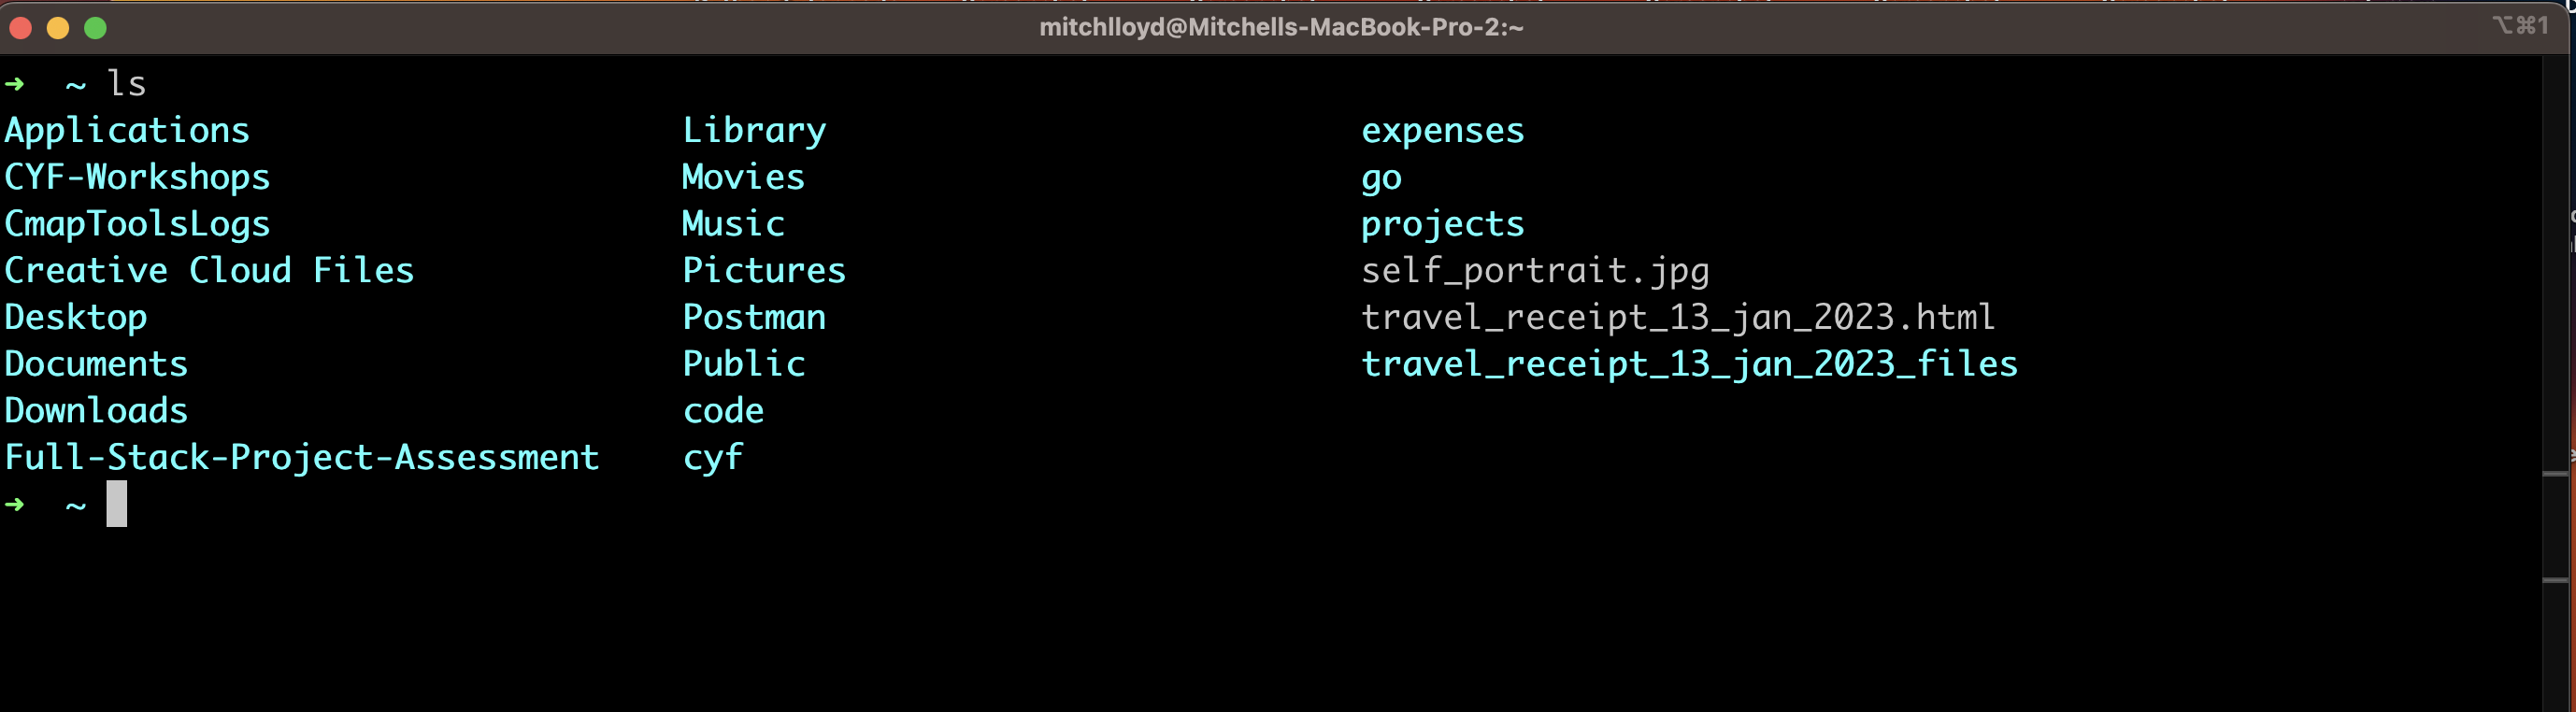 mitchlloyd@Mitchells-MacBook-Pro-2:~ ⌥⌘1
➜ ~ ls
Applications Library expenses
CYF-Workshops Movies go
CmapToolsLogs Music projects
Creative Cloud Files Pictures self_portrait.jpg
Desktop Postman travel_receipt_13_jan_2023.html
Documents Public travel_receipt_13_jan_2023_files
Downloads code
Full-Stack-Project-Assessment cyf
➜ ~